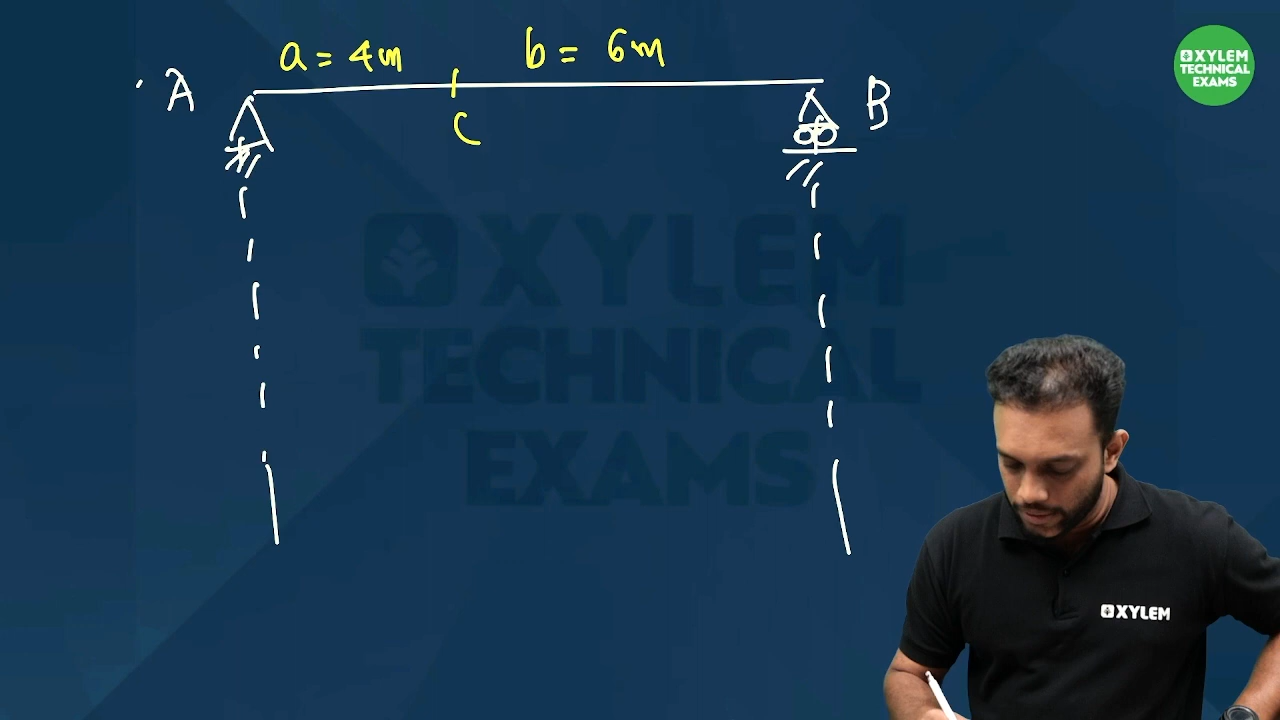 a = 4m
b = 6m
A
B
C
XYLEM
TECHNICAL
EXAMS
XYLEM
TECHNICAL
EXAMS
XYLEM